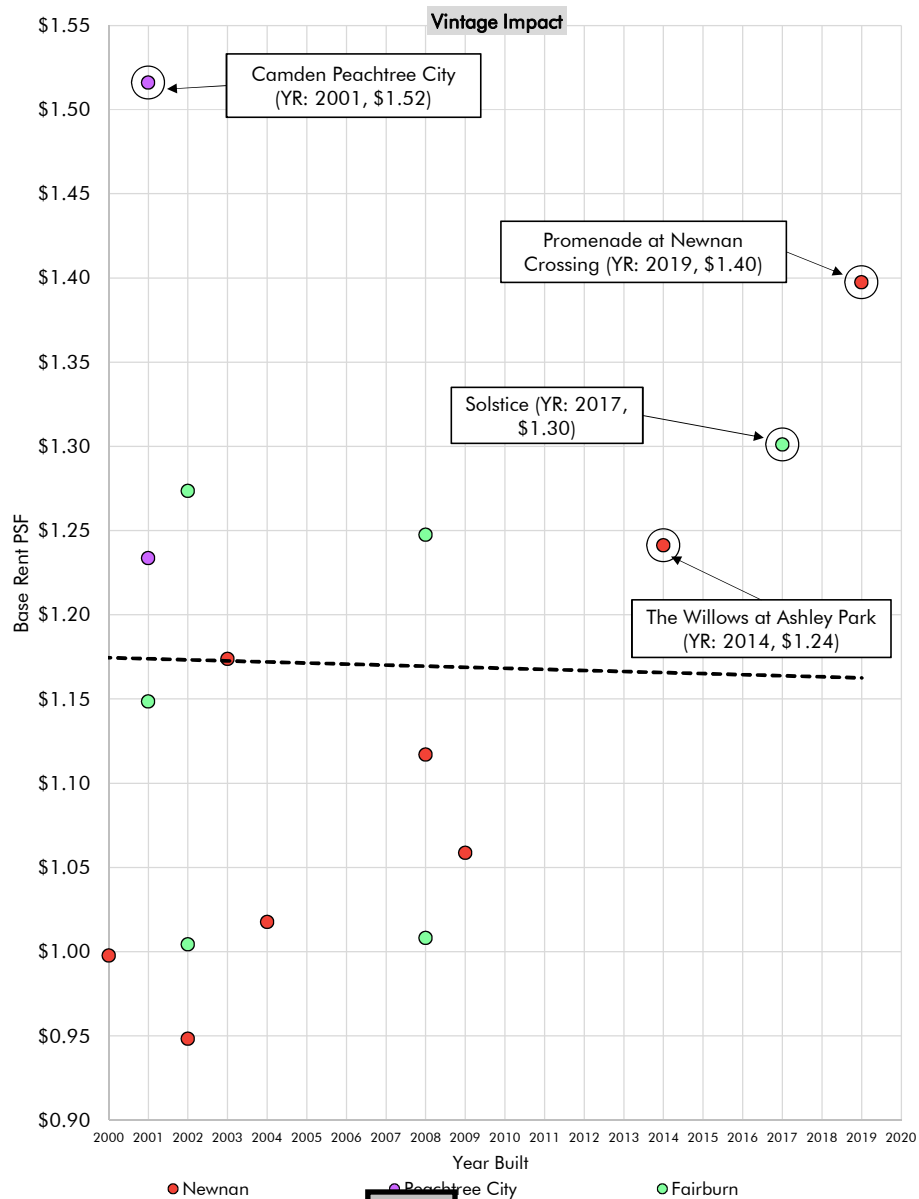 Vintage Impact
$1.55
$1.50
$1.45
$1.40
$1.35
$1.30
$1.25
$1.20
$1.15
$1.10
$1.05
$1.00
$0.95
$0.90
Base Rent PSF
Camden Peachtree City
(YR: 2001, $1.52)
Promenade at Newnan
Crossing (YR: 2019, $1.40)
Solstice (YR: 2017,
$1.30)
The Willows at Ashley Park
(YR: 2014, $1.24)
2000 2001 2002 2003 2004 2005 2006 2007 2008 2009 2010 2011 2012 2013 2014 2015 2016 2017 2018 2019 2020
Year Built
Newnan Peachtree City Fairburn